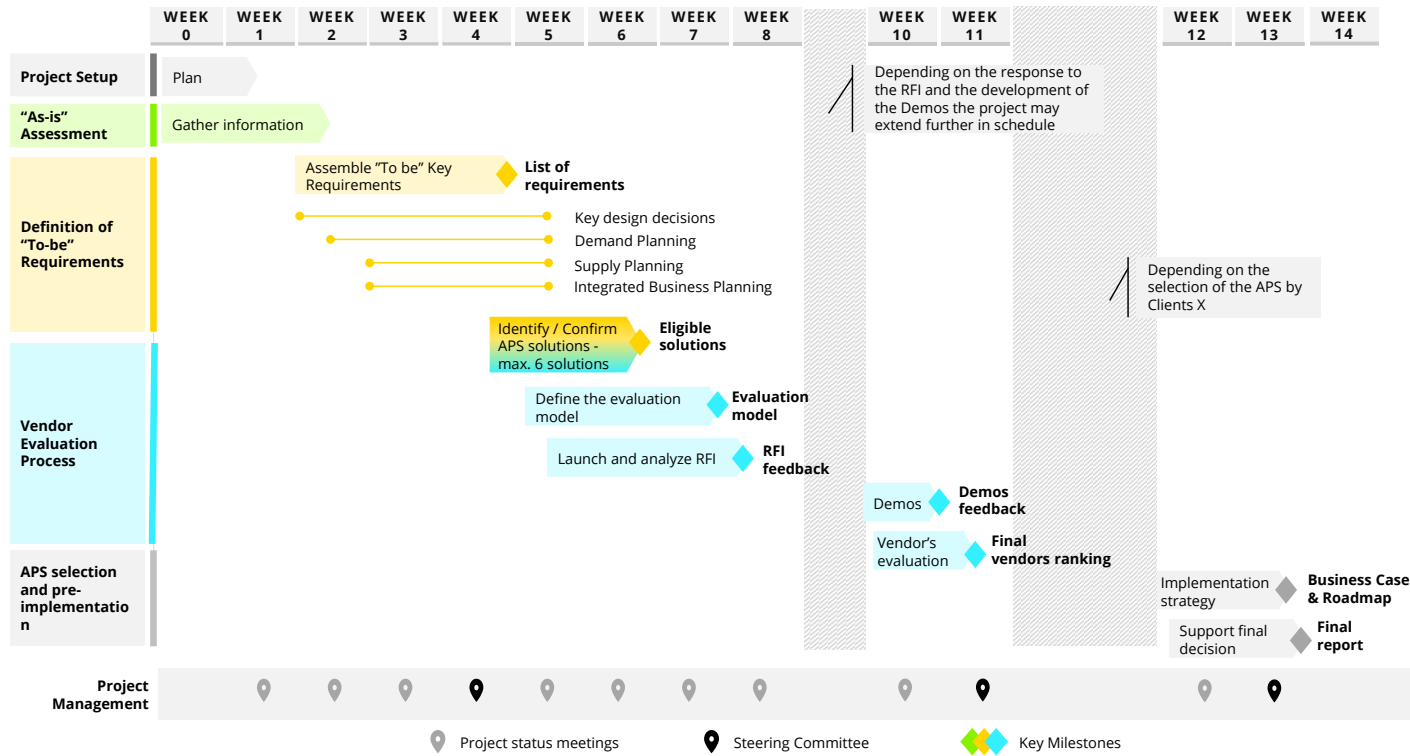 WEEK
0
WEEK
1
WEEK
2
WEEK
3
WEEK
4
WEEK
5
WEEK
6
WEEK
7
WEEK
8
WEEK
10
WEEK
11
WEEK
12
WEEK
13
WEEK
14
Project Setup
Plan
Depending on the response to
the RFI and the development of
the Demos the project may
extend further in schedule
“As-is”
Assessment
Gather information
Definition of
“To-be”
Requirements
Assemble ”To be” Key
Requirements
List of
requirements
Key design decisions
Demand Planning
Supply Planning
Integrated Business Planning
Depending on the
selection of the APS by
Clients X
Identify / Confirm
APS solutions -
max. 6 solutions
Eligible
solutions
Vendor
Evaluation
Process
Define the evaluation
model
Evaluation
model
Launch and analyze RFI
RFI
feedback
Demos
Demos
feedback
Vendor’s
evaluation
Final
vendors ranking
APS selection
and pre-
implementatio
n
Implementation
strategy
Business Case
& Roadmap
Support final
decision
Final
report
Project
Management
Project status meetings
Steering Committee
Key Milestones